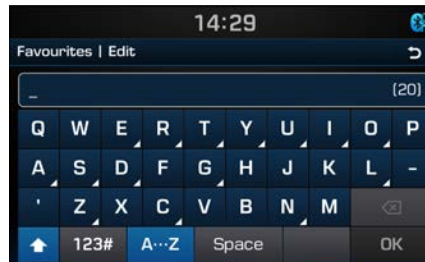 14:29
Favourites | Edit
_ (20)
Q W E R T Y U I O P
A S D F G H J K L -
' Z X C V B N M
123# A···Z Space OK